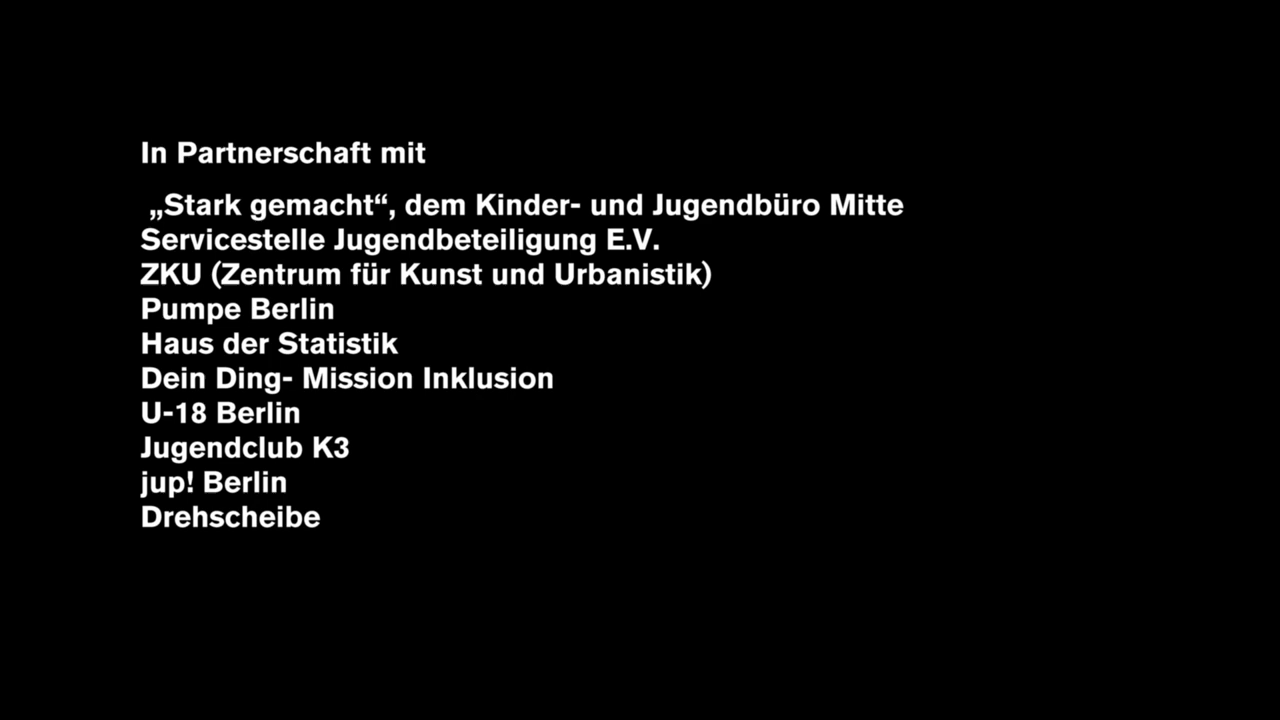 In Partnerschaft mit
„Stark gemacht“, dem Kinder- und Jugendbüro Mitte
Servicestelle Jugendbeteiligung E.V.
ZKU (Zentrum für Kunst und Urbanistik)
Pumpe Berlin
Haus der Statistik
Dein Ding- Mission Inklusion
U-18 Berlin
Jugendclub K3
jup! Berlin
Drehscheibe